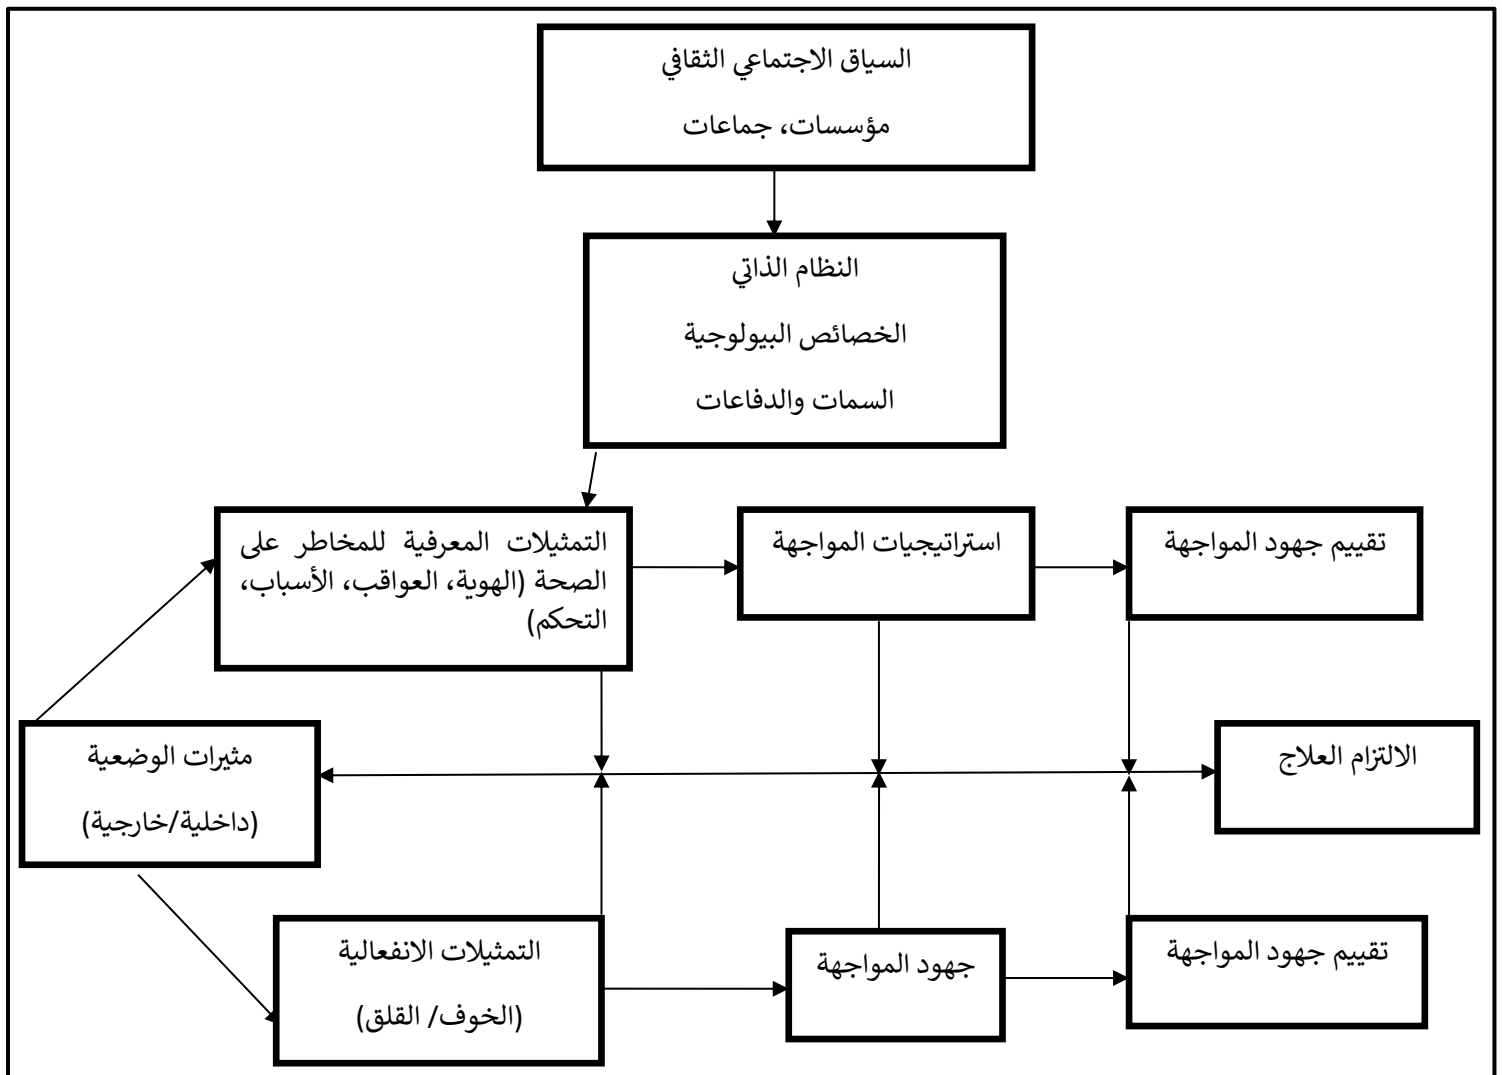 السياق الاجتماعي الثقافي
مؤسسات، جماعات
النظام الذاتي
الخصائص البيولوجية
السمات والدفاعات
التمثيلات المعرفية للمخاطر على
الصحة (الهوية، العواقب، الأسباب،
التحكم)
استراتيجيات المواجهة
تقييم جهود المواجهة
مثيرات الوضعية
(داخلية/خارجية)
الالتزام العلاج
التمثيلات الانفعالية
(الخوف/ القلق)
جهود المواجهة
تقييم جهود المواجهة